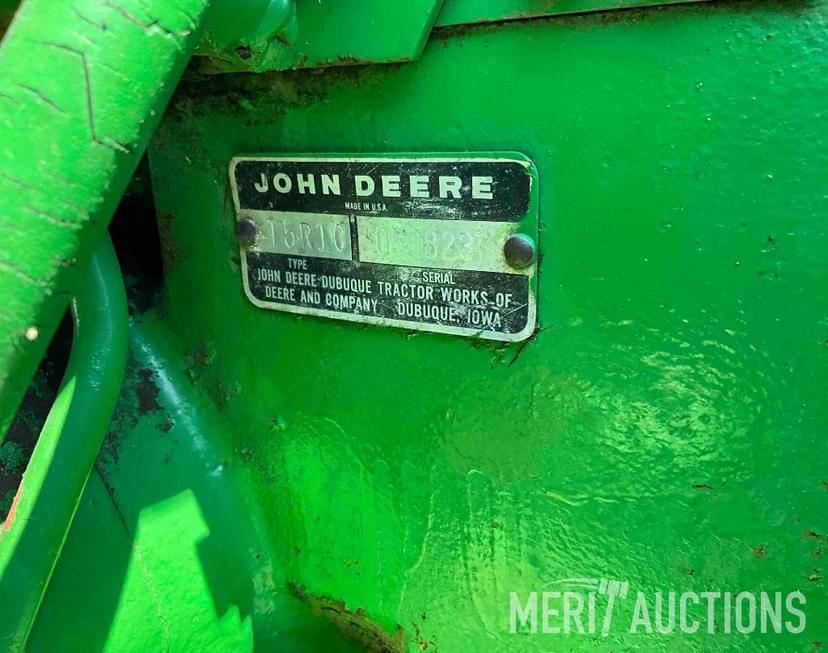 JOHN DEERE
MADE IN U.S.A.
TYPE SERIAL
JOHN DEERE DUBUQUE TRACTOR WORKS OF
DEERE AND COMPANY DUBUQUE, IOWA
MERIT AUCTIONS